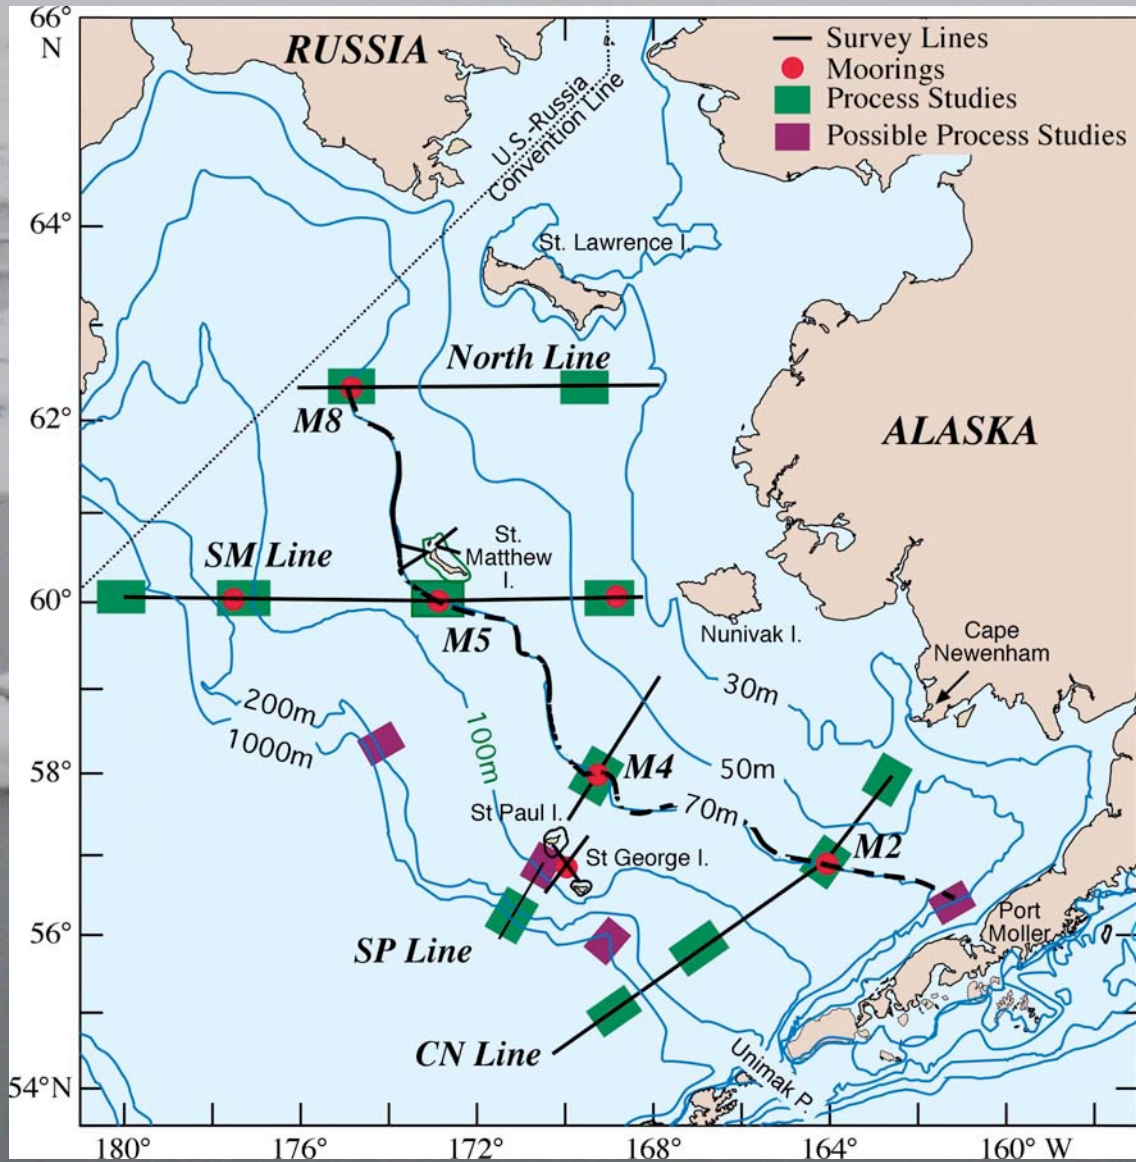 66°
N
RUSSIA
Survey Lines
Moorings
Process Studies
Possible Process Studies
U.S.-Russia
Convention Line
64°
St. Lawrence I.
North Line
62°
M8
ALASKA
SM Line
St.
Matthew
I.
60°
M5
Nunivak I.
Cape
Newenham
30m
200m
1000m
100m
58°
M4
50m
70m
St Paul I.
M2
St George I.
Port
Moller
56°
SP Line
CN Line
Unimak P.
54°N
180°
176°
172°
168°
164°
160° W